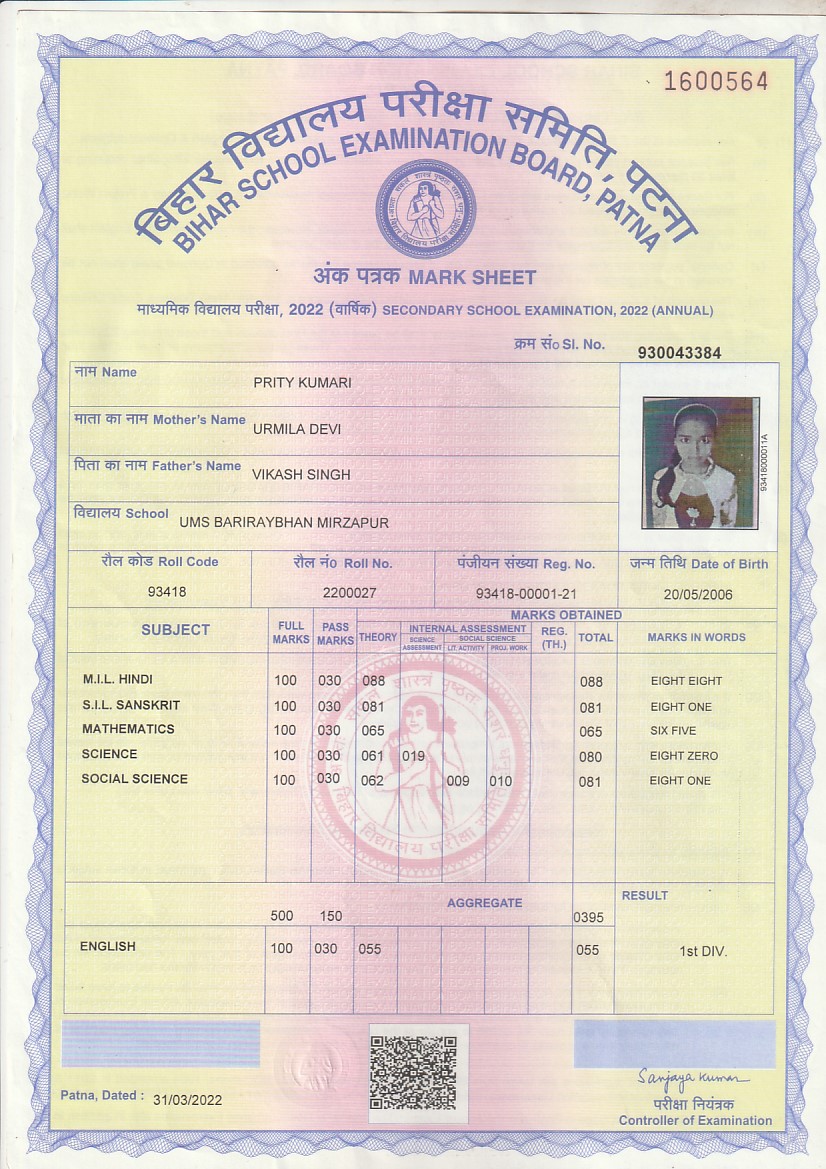 1600564
बिहार विद्यालय परीक्षा समिति, पटना
BIHAR SCHOOL EXAMINATION BOARD, PATNA
अंक पत्रक MARK SHEET
माध्यमिक विद्यालय परीक्षा, 2022 (वार्षिक) SECONDARY SCHOOL EXAMINATION, 2022 (ANNUAL)
क्रम सं० Sl. No. 930043384
नाम Name PRITY KUMARI
माता का नाम Mother's Name URMILA DEVI
पिता का नाम Father's Name VIKASH SINGH
विद्यालय School UMS BARIRAYBHAN MIRZAPUR
93418000011A
रौल कोड Roll Code रौल नं० Roll No. पंजीयन संख्या Reg. No. जन्म तिथि Date of Birth
93418 2200027 93418-00001-21 20/05/2006
MARKS OBTAINED
SUBJECT FULL MARKS PASS MARKS THEORY INTERNAL ASSESSMENT REG. (TH.) TOTAL MARKS IN WORDS
SCIENCE ASSESSMENT SOCIAL SCIENCE
LIT. ACTIVITY PROJ. WORK
M.I.L. HINDI 100 030 088 088 EIGHT EIGHT
S.I.L. SANSKRIT 100 030 081 081 EIGHT ONE
MATHEMATICS 100 030 065 065 SIX FIVE
SCIENCE 100 030 061 019 080 EIGHT ZERO
SOCIAL SCIENCE 100 030 062 009 010 081 EIGHT ONE
बिहार विद्यालय परीक्षा समिति
AGGREGATE RESULT
500 150 0395
ENGLISH 100 030 055 055 1st DIV.
Sanjaya Kumar
Patna, Dated : 31/03/2022
परीक्षा नियंत्रक
Controller of Examination